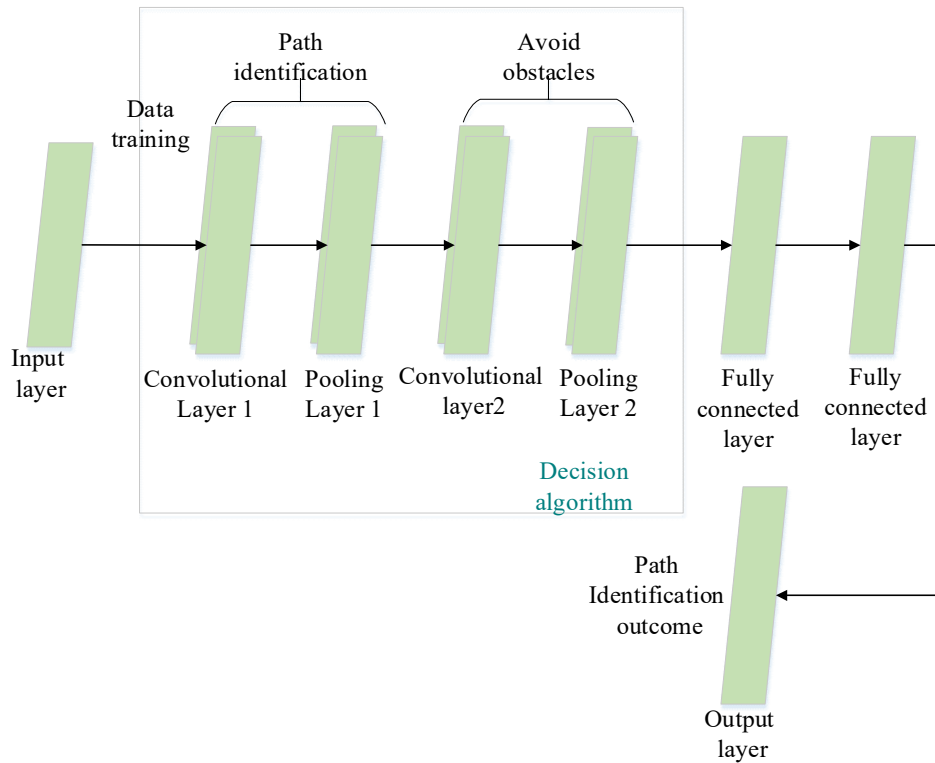 Path
identification
Avoid
obstacles
Data
training
Input
layer
Convolutional
Layer 1
Pooling
Layer 1
Convolutional
layer2
Pooling
Layer 2
Fully
connected
layer
Fully
connected
layer
Decision
algorithm
Path
Identification
outcome
Output
layer